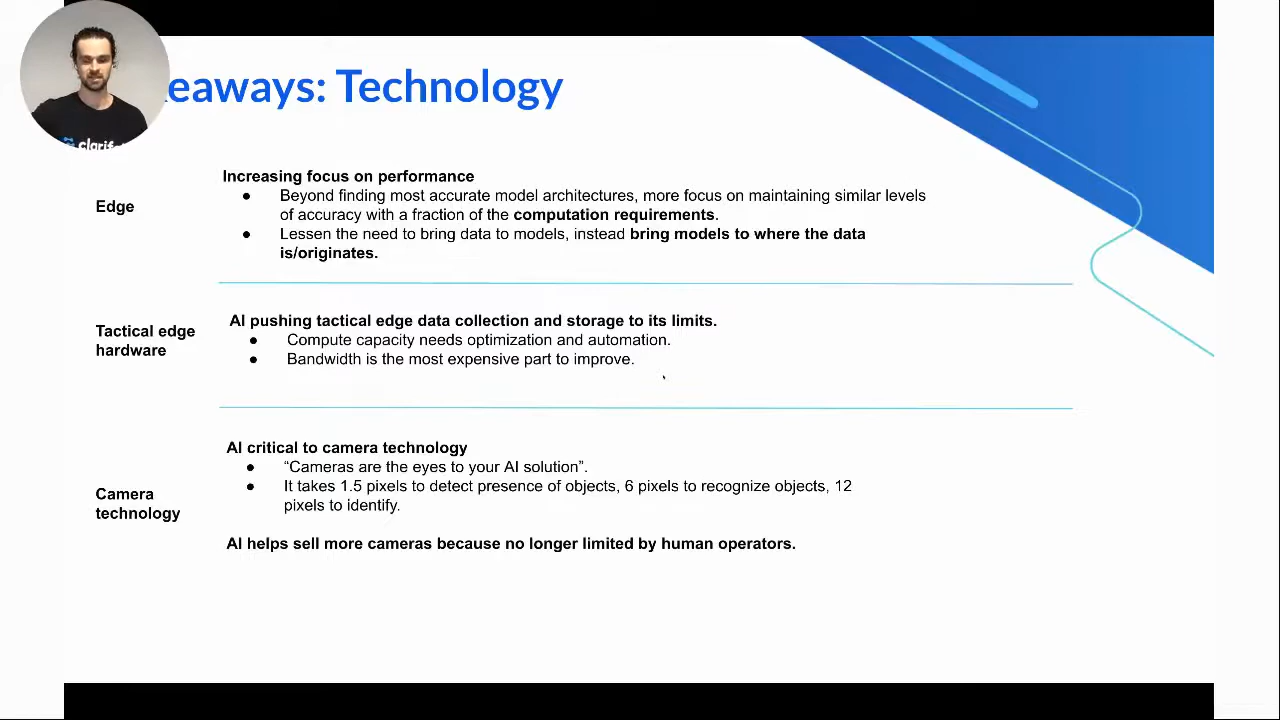 eaways: Technology
Increasing focus on performance
Edge
● Beyond finding most accurate model architectures, more focus on maintaining similar levels
of accuracy with a fraction of the computation requirements.
● Lessen the need to bring data to models, instead bring models to where the data
is/originates.
AI pushing tactical edge data collection and storage to its limits.
Tactical edge
hardware
● Compute capacity needs optimization and automation.
● Bandwidth is the most expensive part to improve.
AI critical to camera technology
● “Cameras are the eyes to your AI solution”.
● It takes 1.5 pixels to detect presence of objects, 6 pixels to recognize objects, 12
pixels to identify.
Camera
technology
AI helps sell more cameras because no longer limited by human operators.